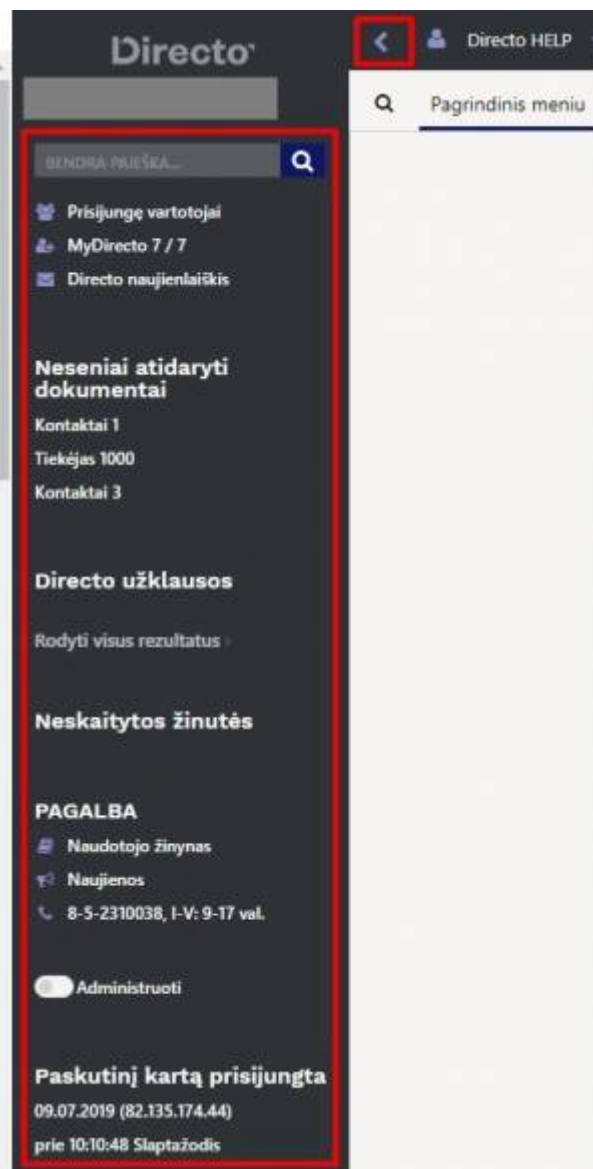 Directo
Directo HELP
Pagrindinis meniu
BENDRA PAIEŠKA...
Prisijungę vartotojai
MyDirecto 7 / 7
Directo naujienlaiškis
Neseniai atidaryti
dokumentai
Kontaktai 1
Tiekėjas 1000
Kontaktai 3
Directo užklausos
Rodyti visus rezultatus ›
Neskaitytos žinutės
PAGALBA
Naudotojo žinynas
Naujienos
8-5-2310038, I-V: 9-17 val.
Administruoti
Paskutinį kartą prisijungta
09.07.2019 (82.135.174.44)
prie 10:10:48 Slaptažodis